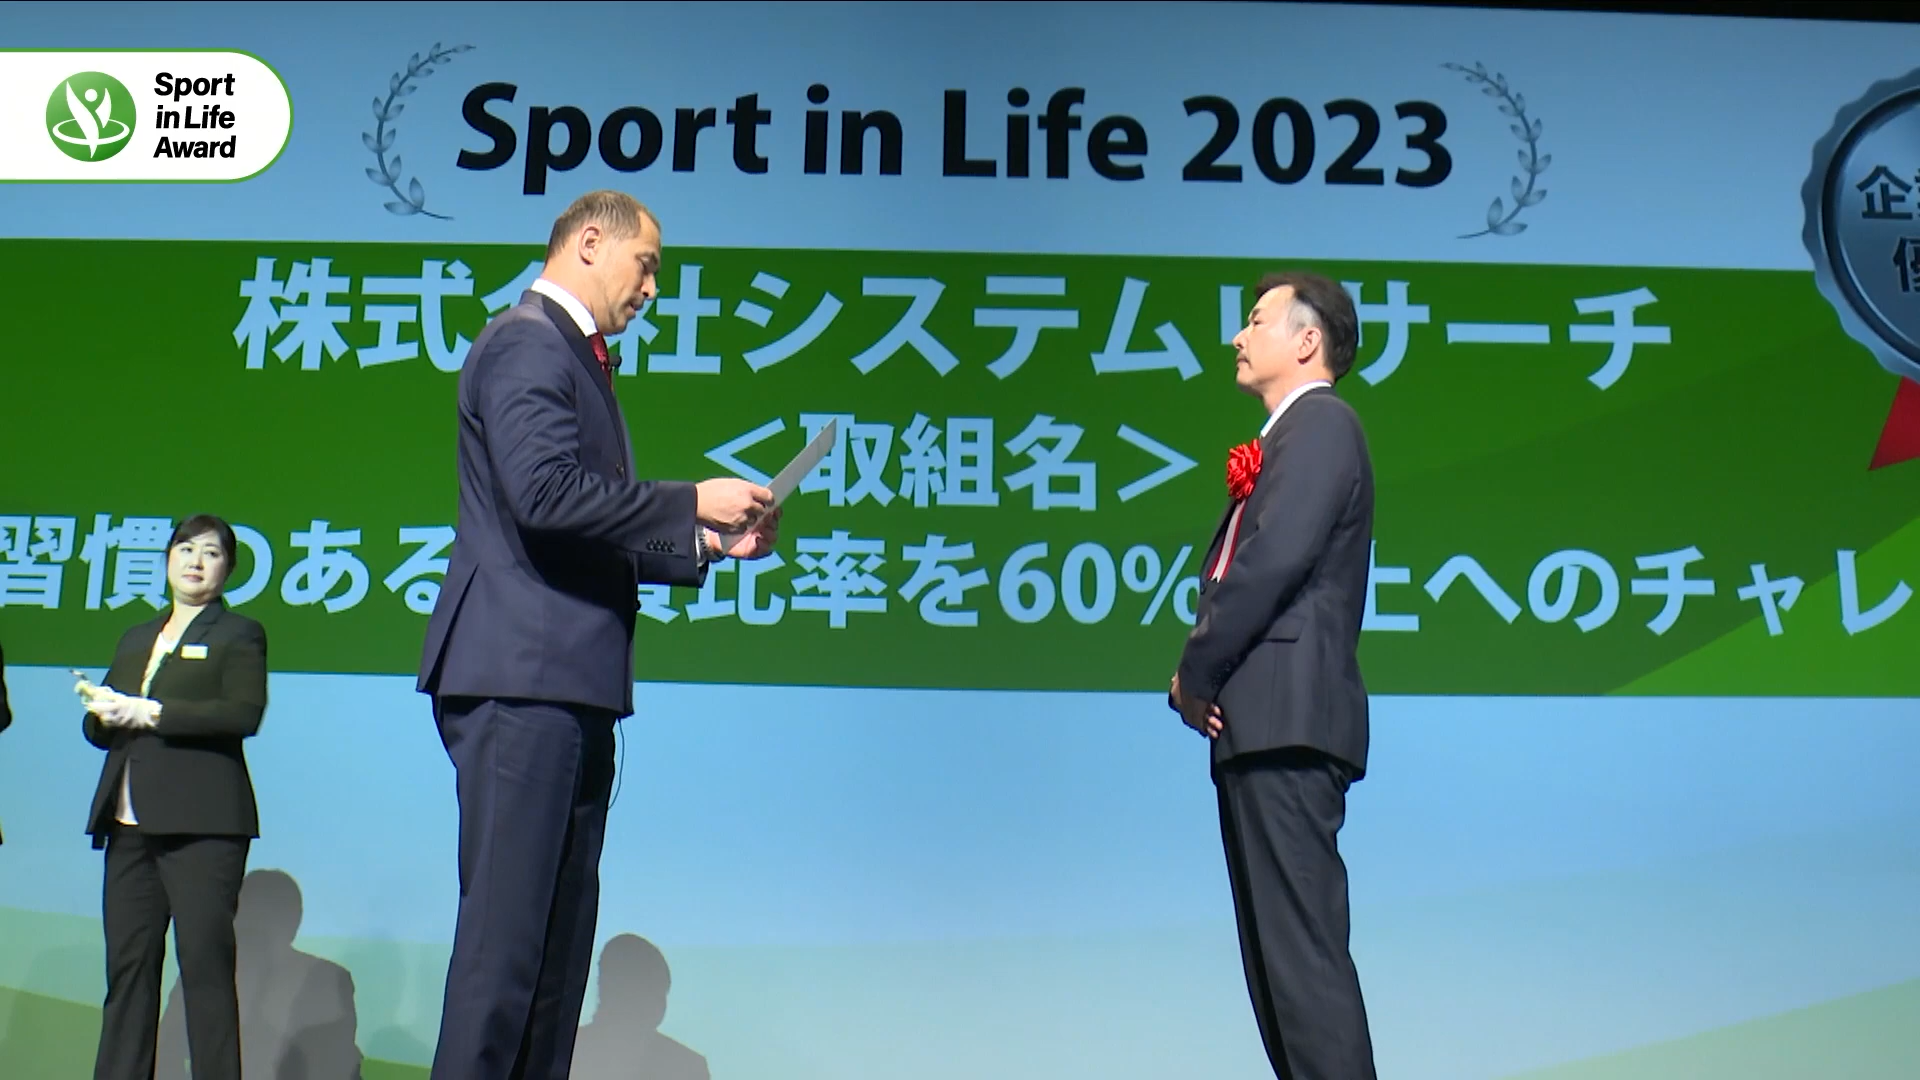 Sport
in Life
Award
Sport in Life 2023
株式会社システムリサーチ
＜取組名＞
習慣のある 比率を60% 上へのチャレ
企
優